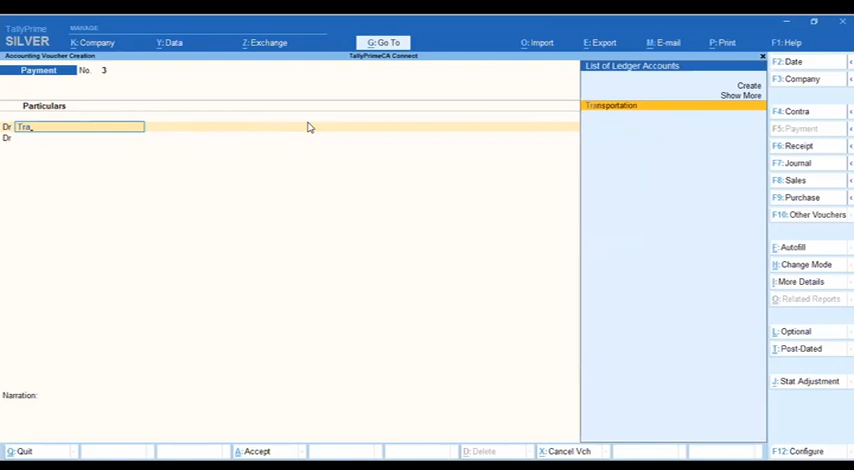 TallyPrime
MANAGE
SILVER
K: Company
Y: Data
Z: Exchange
G: Go To
O: Import
E: Export
M: E-mail
P: Print
F1: Help
Accounting Voucher Creation
TallyPrimeCA Connect
Payment
No. 3
Particulars
Dr Tra
Dr
Narration:
List of Ledger Accounts
Create
Show More
Transportation
F2: Date
F3: Company
F4: Contra
F5: Payment
F6: Receipt
F7: Journal
F8: Sales
F9: Purchase
F10: Other Vouchers
F: Autofill
H: Change Mode
I: More Details
O: Related Reports
L: Optional
T: Post-Dated
J: Stat Adjustment
Q: Quit
A: Accept
D: Delete
X: Cancel Vch
F12: Configure